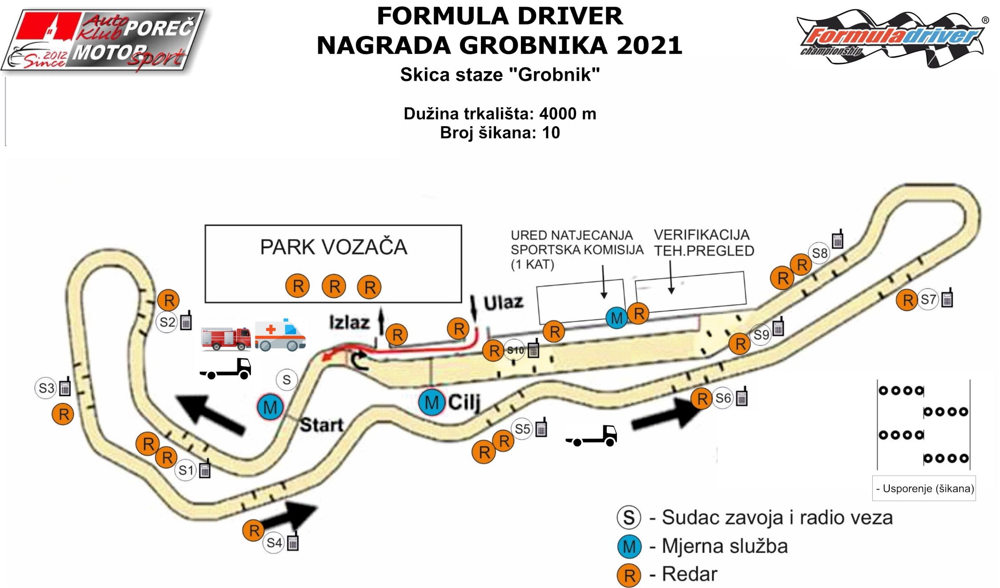 Auto
Klub POREČ
MOTOR
sport
Since 2012
FORMULA DRIVER
NAGRADA GROBNIKA 2021
Skica staze "Grobnik"
Formuladriver ®
championship
Dužina trkališta: 4000 m
Broj šikana: 10
PARK VOZAČA
R R R
URED NATJECANJA
SPORTSKA KOMISIJA
(1 KAT)
VERIFIKACIJA
TEH.PREGLED
R R S8
R S7
Ulaz
Izlaz
R R
R
M R
R S2
R S9
R S10
S
S3
R
M
Start
M Cilj
R S6
R R S5
R
R
S1
R
S4
- Usporenje (šikana)
S - Sudac zavoja i radio veza
M - Mjerna služba
R - Redar